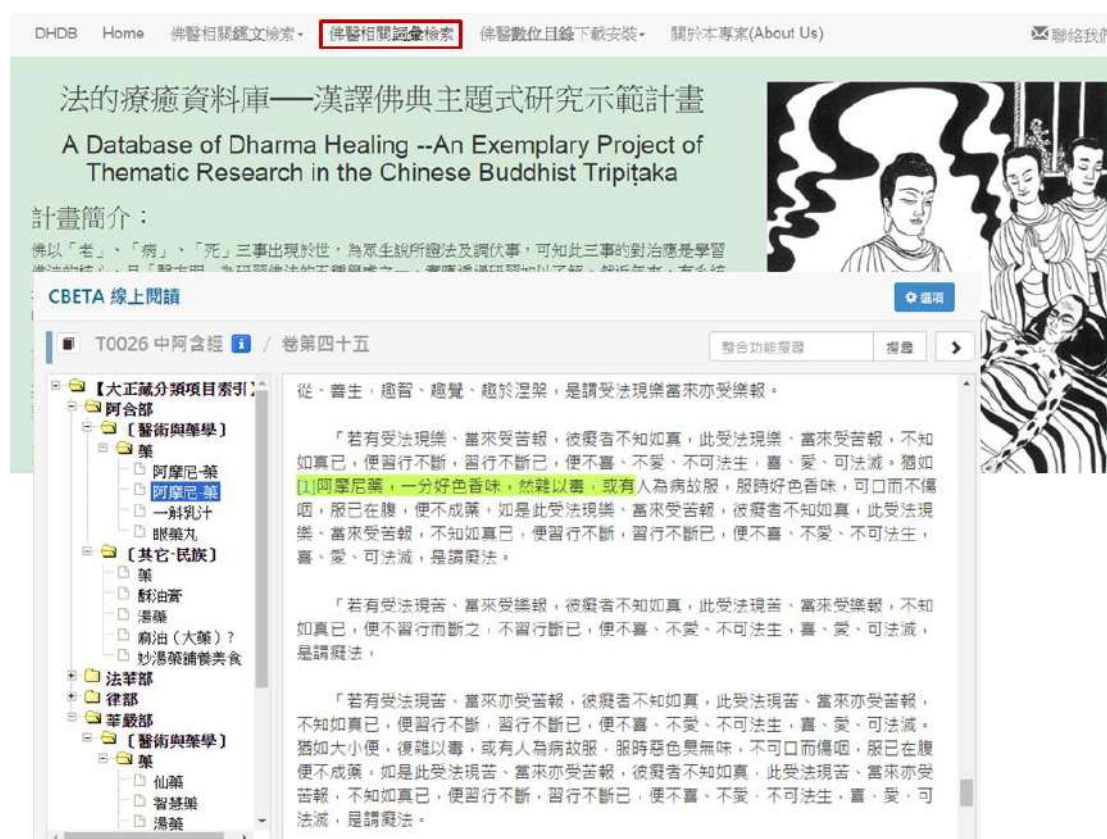 DHDB Home 佛醫相關經文檢索 佛醫相關詞彙檢索 佛醫數位目錄下載安裝 關於本專案(About Us) 聯絡我們
法的療癒資料庫——漢譯佛典主題式研究示範計畫
A Database of Dharma Healing --An Exemplary Project of
Thematic Research in the Chinese Buddhist Tripiṭaka
計畫簡介：
佛以「老」、「病」、「死」三事出現於世，為眾生說所證法及調伏事，可知此三事的對治應是學習
CBETA 線上閱讀
選項
T0026 中阿含經 i / 卷第四十五
整合功能搜尋 搜尋
【大正藏分類項目索引】
阿含部
〔醫術與藥學〕
藥
阿摩尼-藥
阿摩尼-藥
一斛乳汁
眼藥丸
〔其它-民族〕
藥
酥油膏
湯藥
麻油（大藥）?
妙湯藥餔養美食
法華部
律部
華嚴部
〔醫術與藥學〕
藥
仙藥
智慧藥
湯藥
從、善生，趣智、趣覺、趣於涅槃，是謂受法現樂當來亦受樂報。
「若有受法現樂、當來受苦報，彼癡者不知如真，此受法現樂、當來受苦報，不知
如真已，便習行不斷，習行不斷已，便不喜、不愛、不可法生，喜、愛、可法滅。猶如
[1]阿摩尼藥，一分好色香味，然雜以毒，或有人為病故服，服時好色香味，可口而不傷
咽，服已在腹，便不成藥，如是此受法現樂、當來受苦報，彼癡者不知如真，此受法現
樂、當來受苦報，不知如真已，便習行不斷，習行不斷已，便不喜、不愛、不可法生，
喜、愛、可法滅，是謂癡法。
「若有受法現苦、當來受樂報，彼癡者不知如真，此受法現苦、當來受樂報，不知
如真已，便不習行而斷之，不習行斷已，便不喜、不愛、不可法生，喜、愛、可法滅，
是謂癡法，
「若有受法現苦、當來亦受苦報，彼癡者不知如真，此受法現苦、當來亦受苦報，
不知如真已，便習行不斷，習行不斷已，便不喜、不愛、不可法生，喜、愛、可法滅。
猶如大小便，復雜以毒，或有人為病故服，服時惡色臭無味，不可口而傷咽，服已在腹
便不成藥，如是此受法現苦、當來亦受苦報，彼癡者不知如真，此受法現苦、當來亦受
苦報，不知如真已，便習行不斷，習行不斷已，便不喜、不愛、不可法生，喜、愛、可
法滅，是謂癡法。